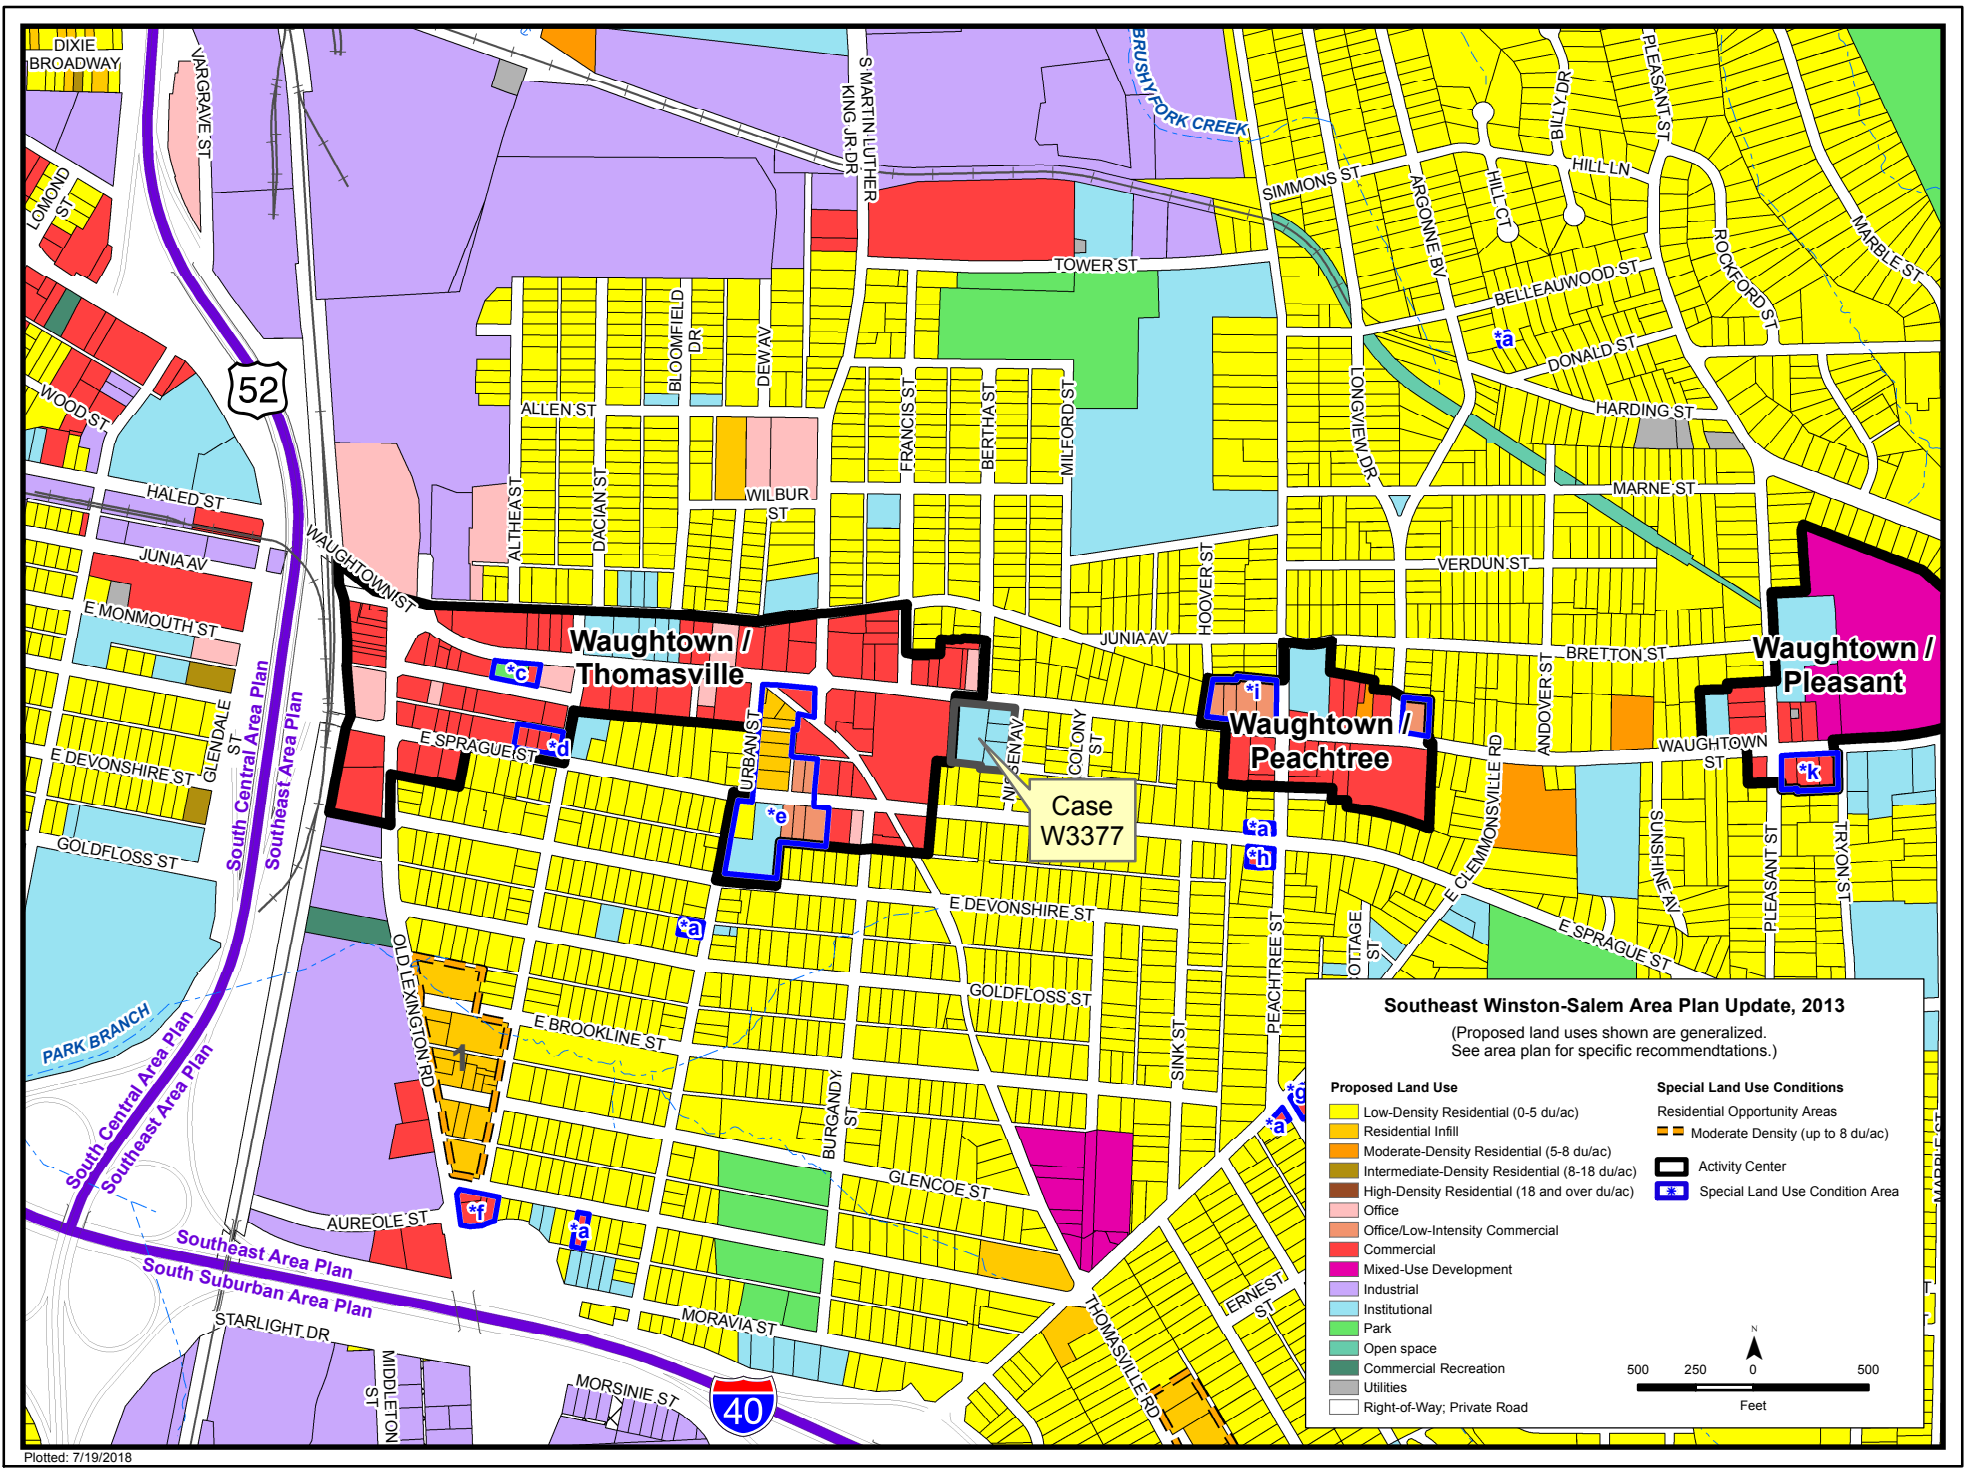 DIXIE
BROADWAY
VARGRAVE ST
S MARTIN LUTHER
KING JR DR
BRUSHY FORK CREEK
BILLY DR
PLEASANT ST
HILL LN
SIMMONS ST
ARGONNE BV
HILL CT
LOMOND
ST
ROCKFORD ST
MARBLE ST
TOWER ST
BELLEAUWOOD ST
*a
DONALD ST
BLOOMFIELD
DR
DEW AV
52
WOOD ST
ALLEN ST
FRANCIS ST
BERTHA ST
MILFORD ST
LONGVIEW DR
HARDING ST
HALED ST
ALTHEA ST
DACIAN ST
WILBUR
ST
MARNE ST
JUNIA AV
WAUGHTOWN ST
HOOVER ST
VERDUN ST
E MONMOUTH ST
Waughtown /
Thomasville
JUNIA AV
BRETTON ST
Waughtown /
Pleasant
*c
*i
GLENDALE
ST
South Central Area Plan
Southeast Area Plan
E SPRAGUE ST
*d
URBAN ST
COLONY
ST
Waughtown /
Peachtree
ANDOVER ST
E CLEMMONSVILLE RD
WAUGHTOWN
ST
*k
E DEVONSHIRE ST
*e
Case
W3377
*a
*h
GOLDFLOSS ST
SUNSHINE AV
PLEASANT ST
TRYON ST
*a
E DEVONSHIRE ST
PEACHTREE ST
E SPRAGUE ST
OLD LEXINGTON RD
GOLDFLOSS ST
PARK BRANCH
E BROOKLINE ST
1
SINK ST
South Central Area Plan
Southeast Area Plan
BURGANDY
ST
*g
*a
GLENCOE ST
AUREOLE ST
*f
*a
Southeast Area Plan
South Suburban Area Plan
STARLIGHT DR
MORAVIA ST
ERNEST
ST
THOMASVILLE RD
MIDDLETON
ST
MORSINIE ST
40
Southeast Winston-Salem Area Plan Update, 2013
(Proposed land uses shown are generalized.
See area plan for specific recommendtations.)
Proposed Land Use
Low-Density Residential (0-5 du/ac)
Residential Infill
Moderate-Density Residential (5-8 du/ac)
Intermediate-Density Residential (8-18 du/ac)
High-Density Residential (18 and over du/ac)
Office
Office/Low-Intensity Commercial
Commercial
Mixed-Use Development
Industrial
Institutional
Park
Open space
Commercial Recreation
Utilities
Right-of-Way; Private Road
Special Land Use Conditions
Residential Opportunity Areas
Moderate Density (up to 8 du/ac)
Activity Center
* Special Land Use Condition Area
N
500 250 0 500
Feet
Plotted: 7/19/2018